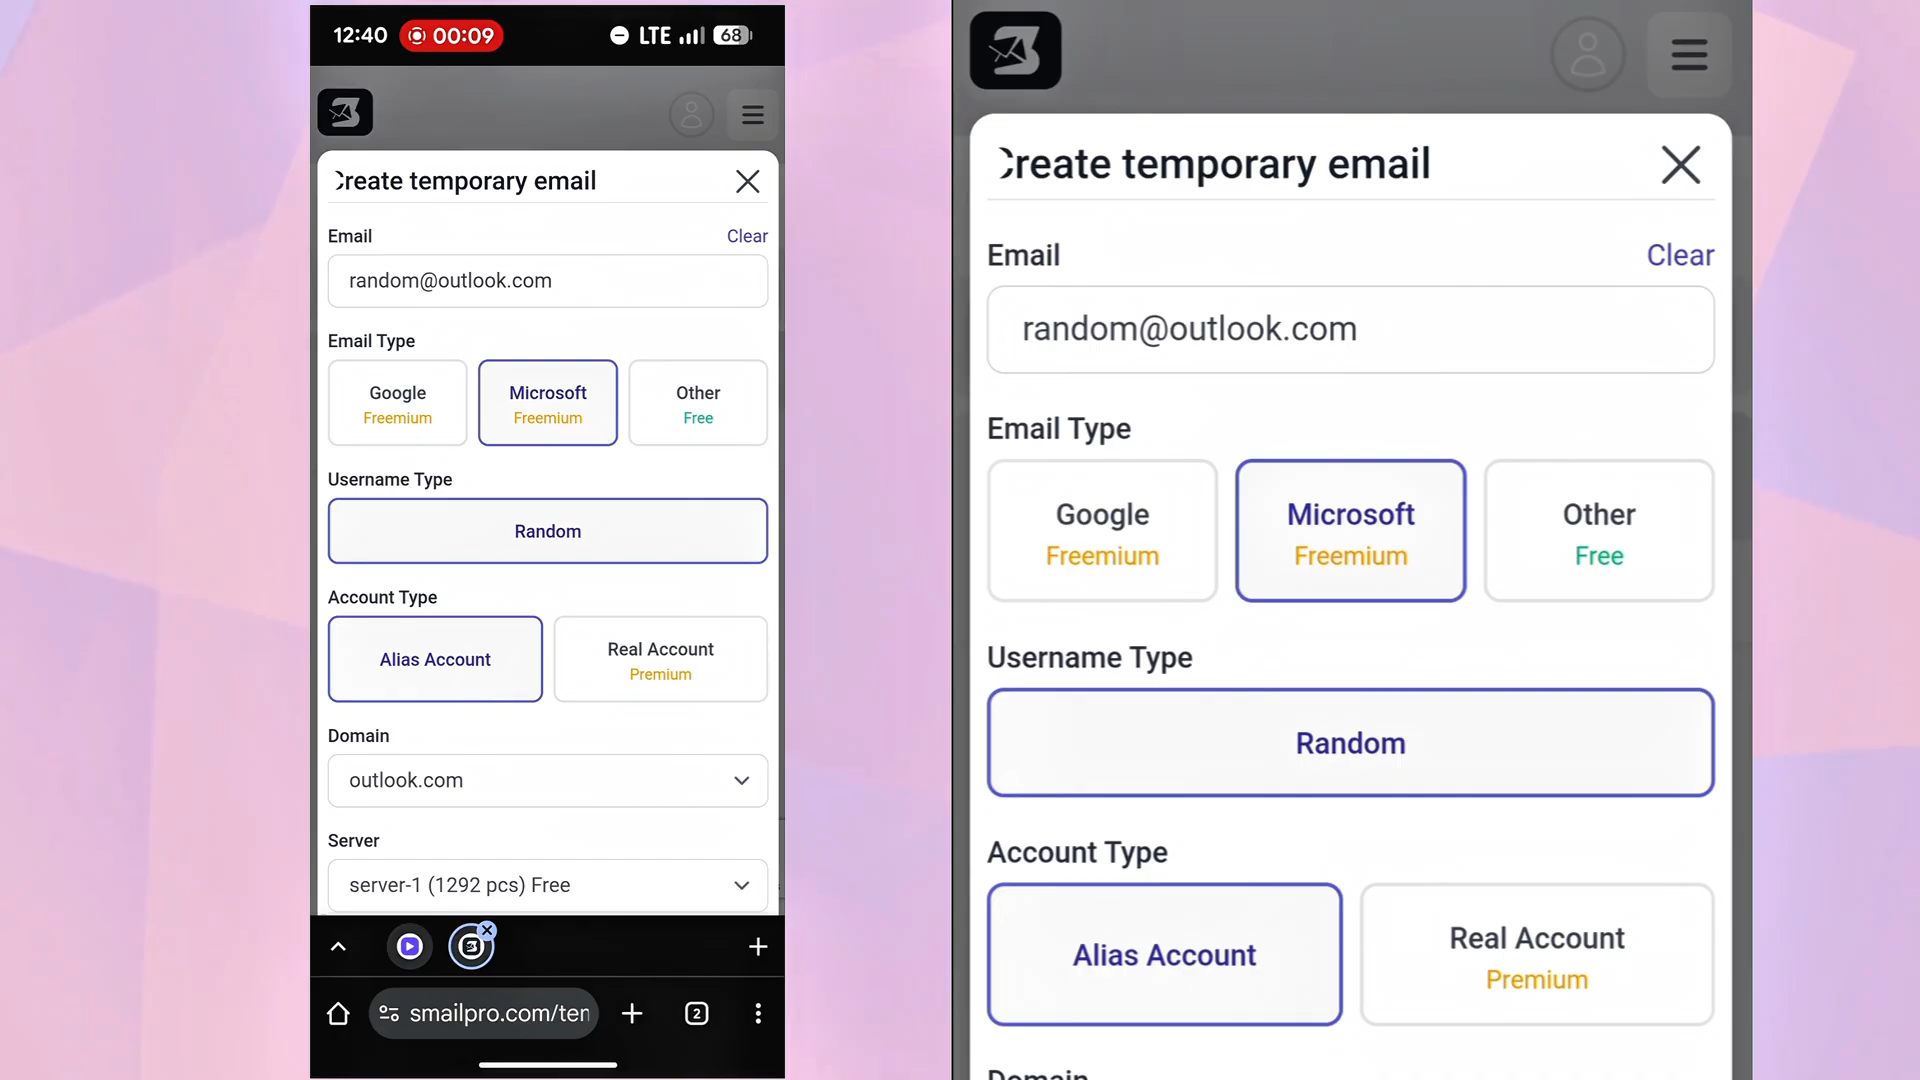 12:40 00:09 LTE 68
Create temporary email
Email Clear
random@outlook.com
Email Type
Google Microsoft Other
Freemium Freemium Free
Username Type
Random
Account Type
Alias Account Real Account
Premium
Domain
outlook.com
Server
server-1 (1292 pcs) Free
smailpro.com/ten
2
Create temporary email
Email Clear
random@outlook.com
Email Type
Google Microsoft Other
Freemium Freemium Free
Username Type
Random
Account Type
Alias Account Real Account
Premium
Domain